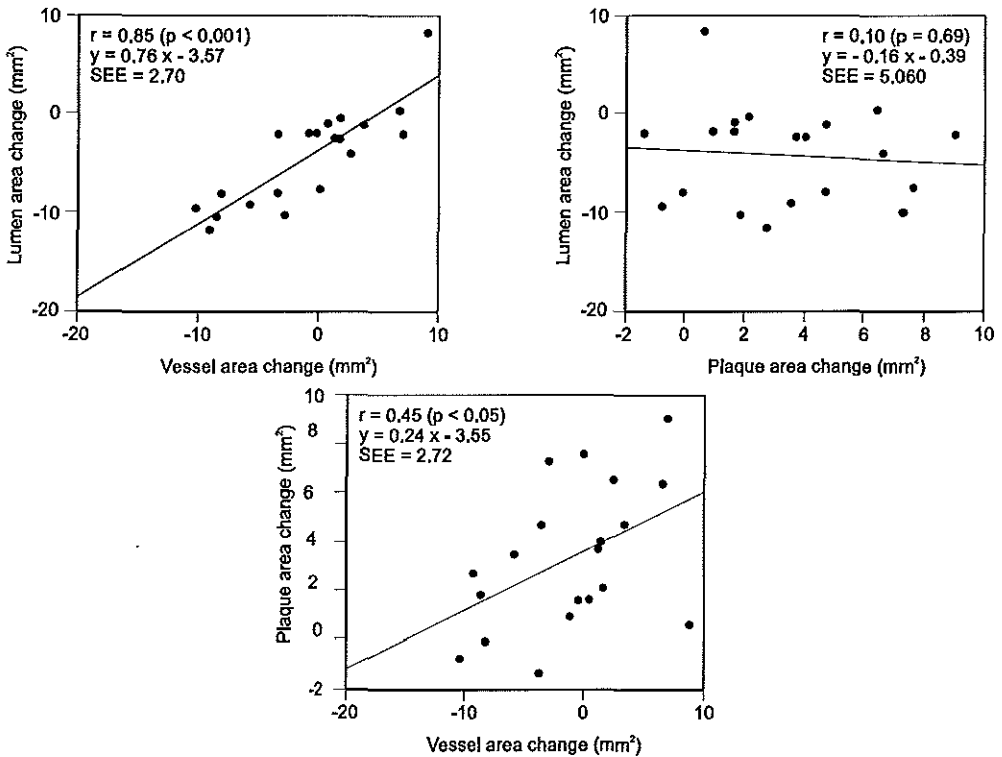 10
0
-10
-20
Lumen area change (mm²)
r = 0.85 (p < 0.001)
y = 0.76 x - 3.57
SEE = 2.70
-20
-10
0
10
Vessel area change (mm²)
10
0
-10
-20
Lumen area change (mm²)
r = 0.10 (p = 0.69)
y = - 0.16 x - 0.39
SEE = 5.060
-2
0
2
4
6
8
10
Plaque area change (mm²)
10
8
6
4
2
0
-2
Plaque area change (mm²)
r = 0.45 (p < 0.05)
y = 0.24 x - 3.55
SEE = 2.72
-20
-10
0
10
Vessel area change (mm²)